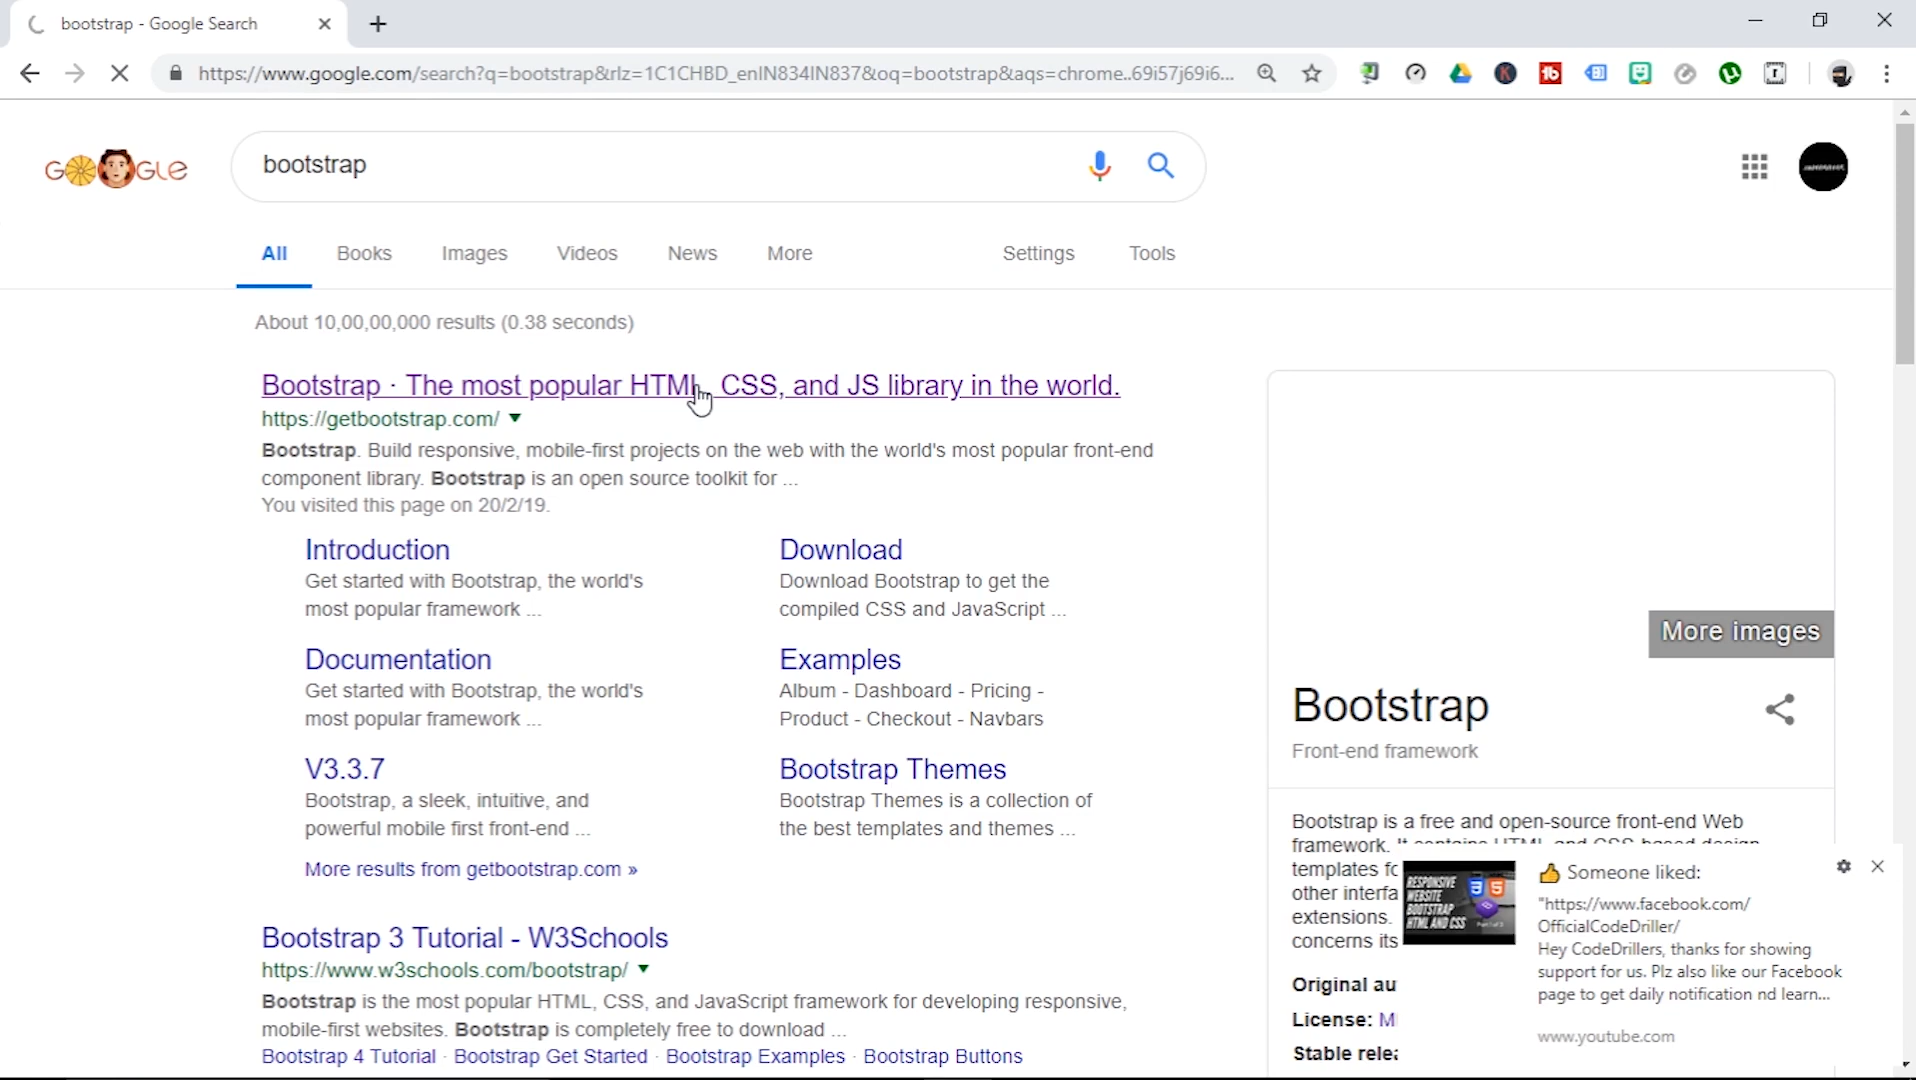 bootstrap - Google Search
https://www.google.com/search?q=bootstrap&rlz=1C1CHBD_enIN834IN837&oq=bootstrap&aqs=chrome..69i57j69i6...
GOOGLE
bootstrap
All Books Images Videos News More Settings Tools
About 10,00,00,000 results (0.38 seconds)
Bootstrap · The most popular HTML, CSS, and JS library in the world.
https://getbootstrap.com/
Bootstrap. Build responsive, mobile-first projects on the web with the world's most popular front-end
component library. Bootstrap is an open source toolkit for ...
You visited this page on 20/2/19.
Introduction
Get started with Bootstrap, the world's
most popular framework ...
Download
Download Bootstrap to get the
compiled CSS and JavaScript ...
Documentation
Get started with Bootstrap, the world's
most popular framework ...
Examples
Album - Dashboard - Pricing -
Product - Checkout - Navbars
V3.3.7
Bootstrap, a sleek, intuitive, and
powerful mobile first front-end ...
Bootstrap Themes
Bootstrap Themes is a collection of
the best templates and themes ...
More results from getbootstrap.com »
Bootstrap 3 Tutorial - W3Schools
https://www.w3schools.com/bootstrap/
Bootstrap is the most popular HTML, CSS, and JavaScript framework for developing responsive,
mobile-first websites. Bootstrap is completely free to download ...
Bootstrap 4 Tutorial · Bootstrap Get Started · Bootstrap Examples · Bootstrap Buttons
More images
Bootstrap
Front-end framework
Bootstrap is a free and open-source front-end Web
framework. It contains HTML and CSS based design
templates fo
other interfa
extensions.
concerns its
Original au
License: M
Stable relea
RESPONSIVE
WEBSITE
BOOTSTRAP
HTML AND CSS
👍 Someone liked:
"https://www.facebook.com/
OfficialCodeDriller/
Hey CodeDrillers, thanks for showing
support for us. Plz also like our Facebook
page to get daily notification nd learn...
www.youtube.com